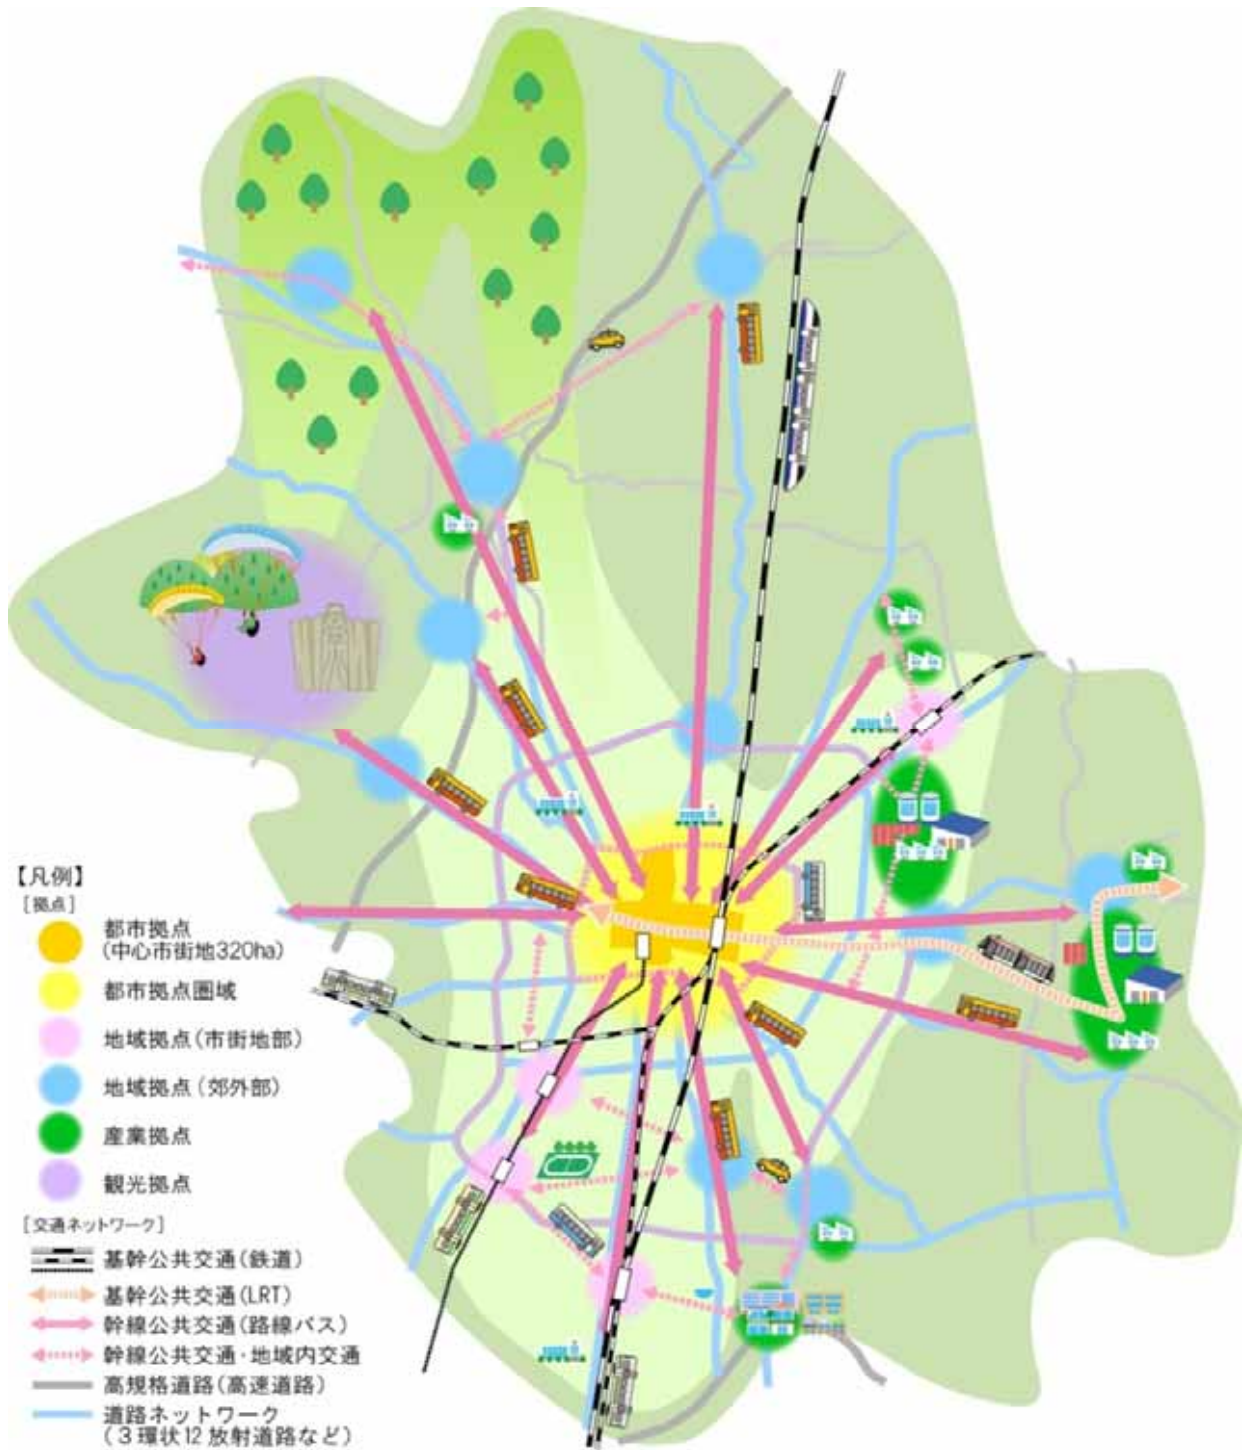 【凡例】
[拠点]
都市拠点
(中心市街地320ha)
都市拠点圏域
地域拠点(市街地部)
地域拠点(郊外部)
産業拠点
観光拠点
[交通ネットワーク]
基幹公共交通(鉄道)
基幹公共交通(LRT)
幹線公共交通(路線バス)
幹線公共交通・地域内交通
高規格道路(高速道路)
道路ネットワーク
(3環状12放射道路など)